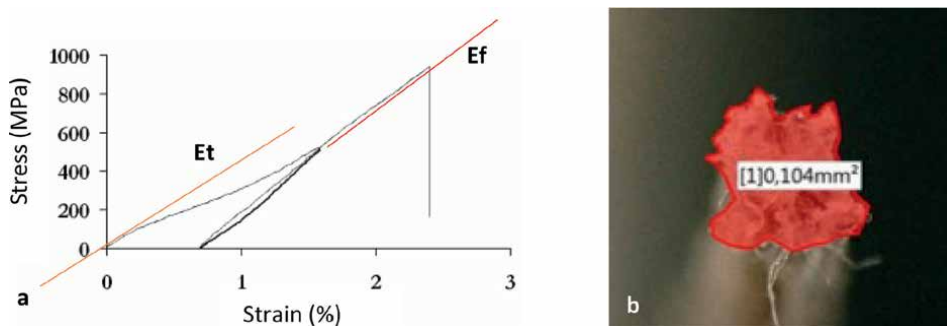 Stress (MPa)
1000
800
600
400
200
0
Et
Ef
0
1
2
3
Strain (%)
a
[1]0,104mm²
b